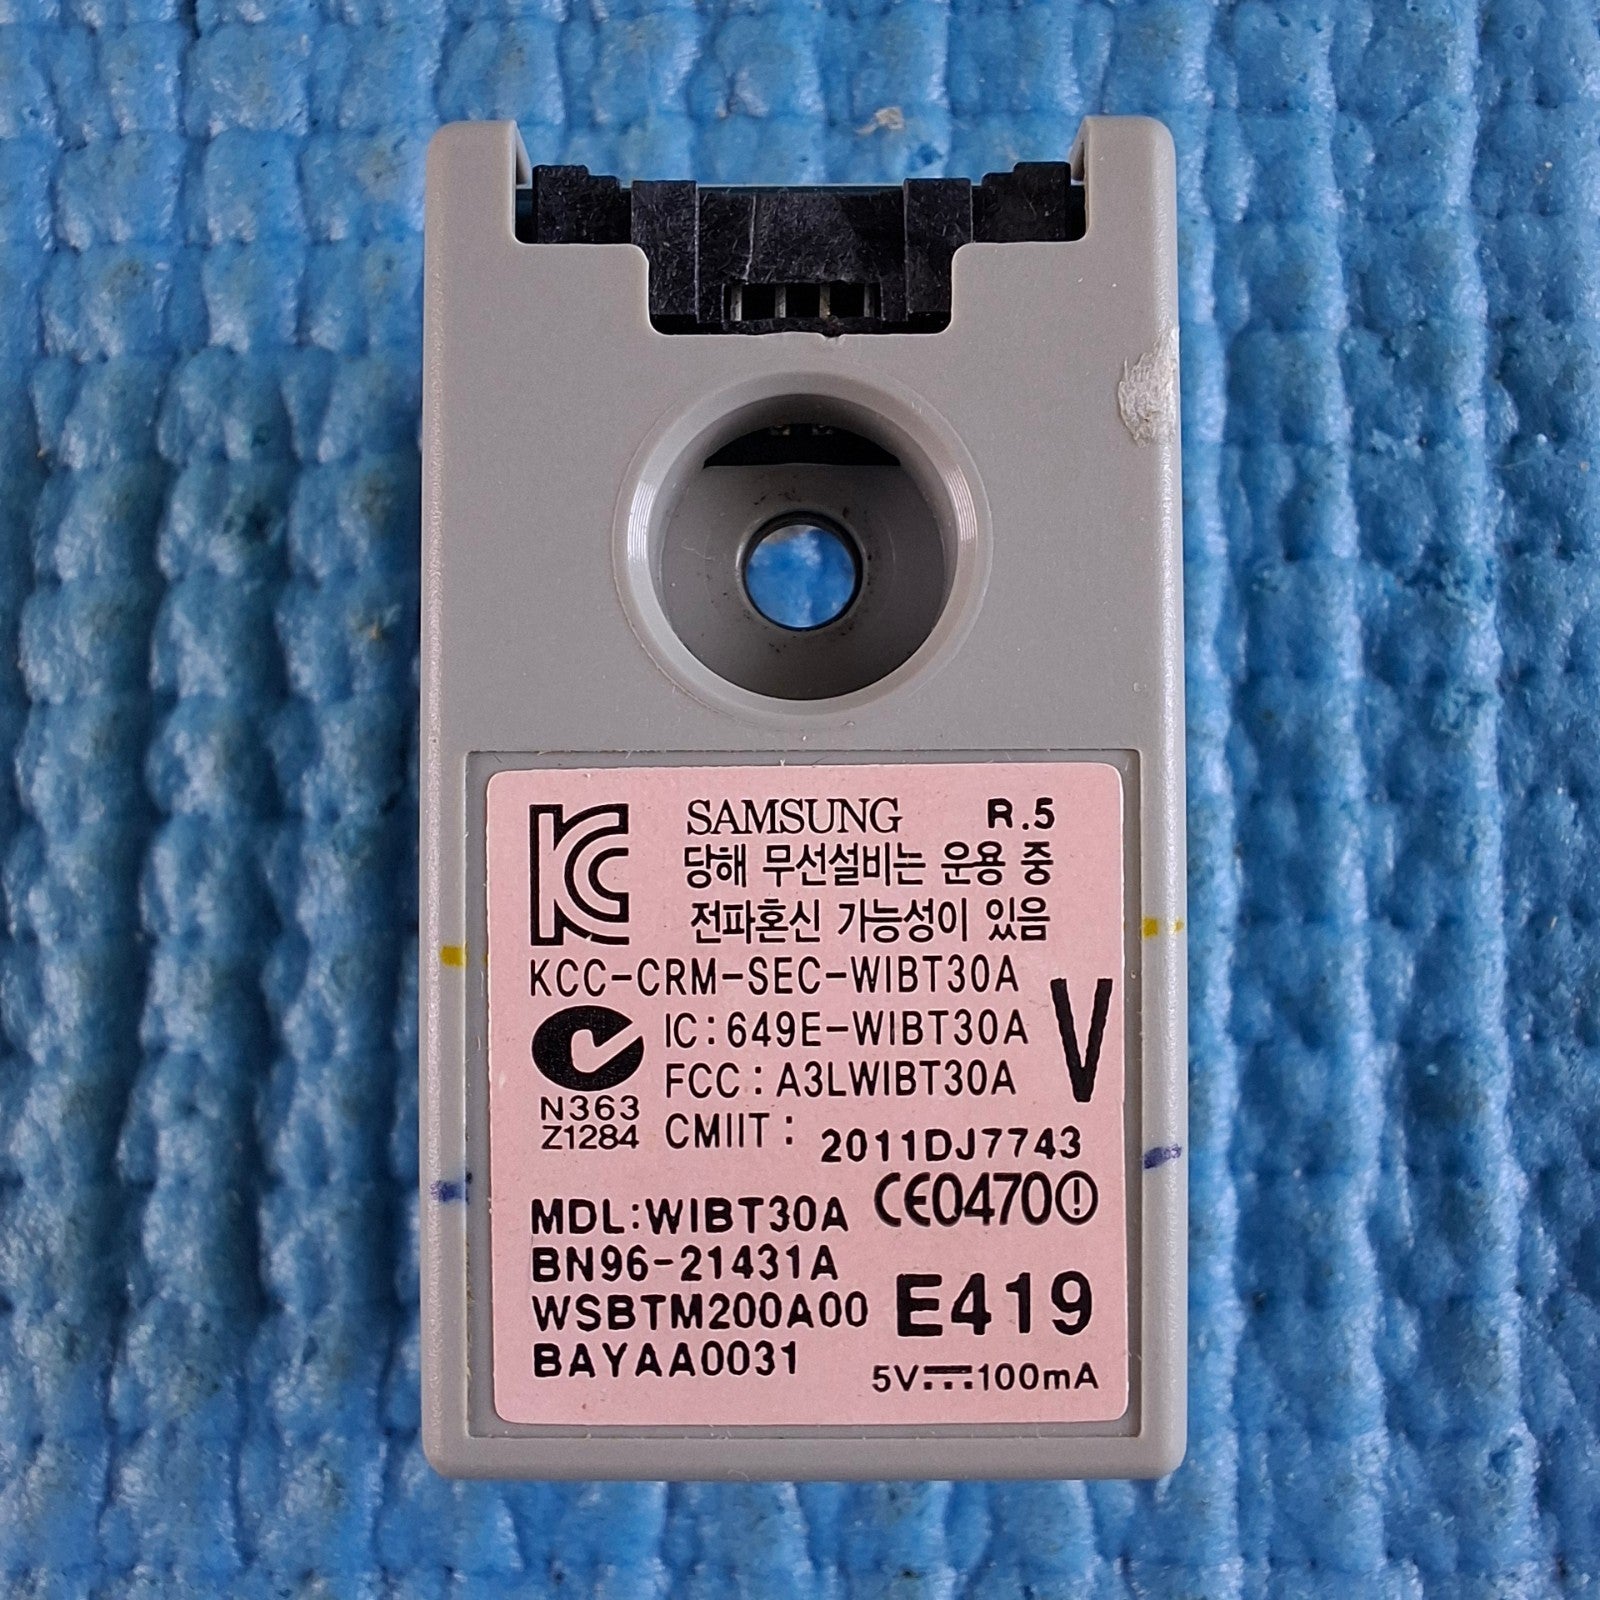 KC SAMSUNG R.5
당해 무선설비는 운용 중
전파혼신 가능성이 있음
KCC-CRM-SEC-WIBT30A
IC:649E-WIBT30A V
FCC: A3LWIBT30A
N363
Z1284
CMIIT: 2011DJ7743
CE0470
MDL:WIBT30A
BN96-21431A
WSBTM200A00
BAYAA0031
E419
5V 100mA